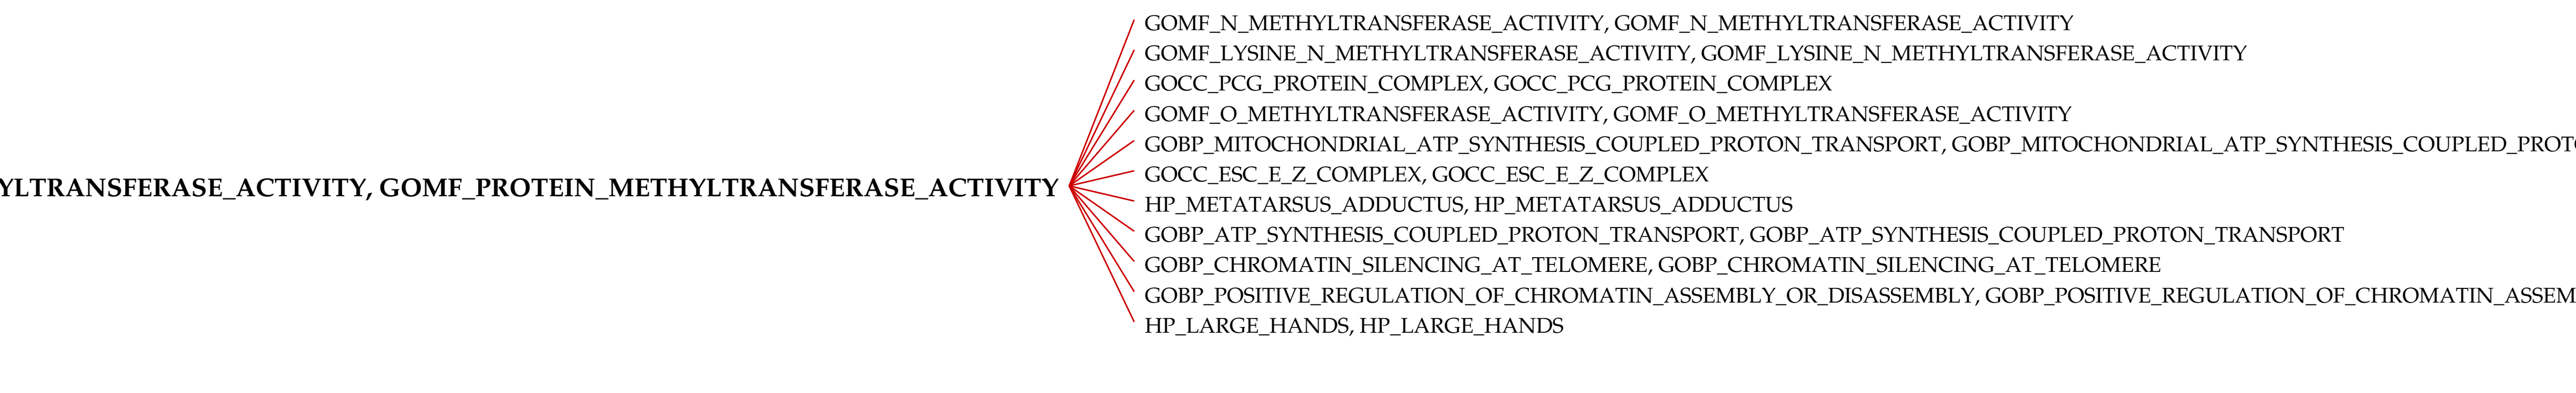 GOMF_N_METHYLTRANSFERASE_ACTIVITY, GOMF_N_METHYLTRANSFERASE_ACTIVITY
GOMF_LYSINE_N_METHYLTRANSFERASE_ACTIVITY, GOMF_LYSINE_N_METHYLTRANSFERASE_ACTIVITY
GOCC_PCG_PROTEIN_COMPLEX, GOCC_PCG_PROTEIN_COMPLEX
GOMF_O_METHYLTRANSFERASE_ACTIVITY, GOMF_O_METHYLTRANSFERASE_ACTIVITY
GOBP_MITOCHONDRIAL_ATP_SYNTHESIS_COUPLED_PROTON_TRANSPORT, GOBP_MITOCHONDRIAL_ATP_SYNTHESIS_COUPLED_PROT
GOCC_ESC_E_Z_COMPLEX, GOCC_ESC_E_Z_COMPLEX
YLTRANSFERASE_ACTIVITY, GOMF_PROTEIN_METHYLTRANSFERASE_ACTIVITY
HP_METATARSUS_ADDUCTUS, HP_METATARSUS_ADDUCTUS
GOBP_ATP_SYNTHESIS_COUPLED_PROTON_TRANSPORT, GOBP_ATP_SYNTHESIS_COUPLED_PROTON_TRANSPORT
GOBP_CHROMATIN_SILENCING_AT_TELOMERE, GOBP_CHROMATIN_SILENCING_AT_TELOMERE
GOBP_POSITIVE_REGULATION_OF_CHROMATIN_ASSEMBLY_OR_DISASSEMBLY, GOBP_POSITIVE_REGULATION_OF_CHROMATIN_ASSEM
HP_LARGE_HANDS, HP_LARGE_HANDS